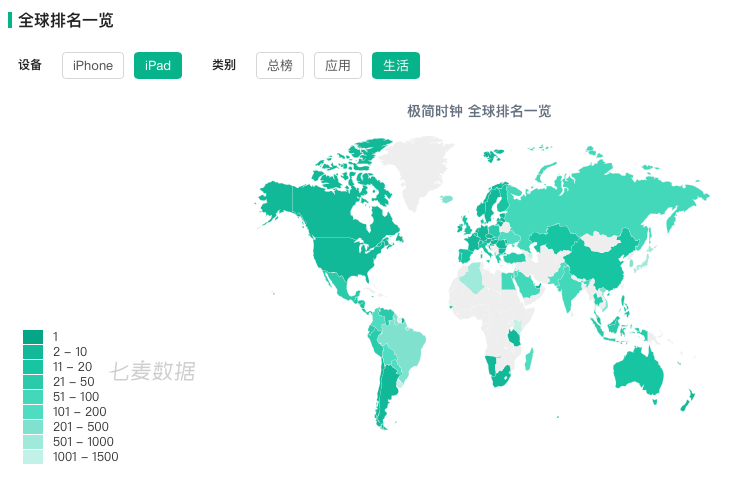 全球排名一览
设备 iPhone iPad 类别 总榜 应用 生活
极简时钟 全球排名一览
1
2 – 10
11 – 20
21 – 50
51 – 100
101 – 200
201 – 500
501 – 1000
1001 – 1500
七麦数据